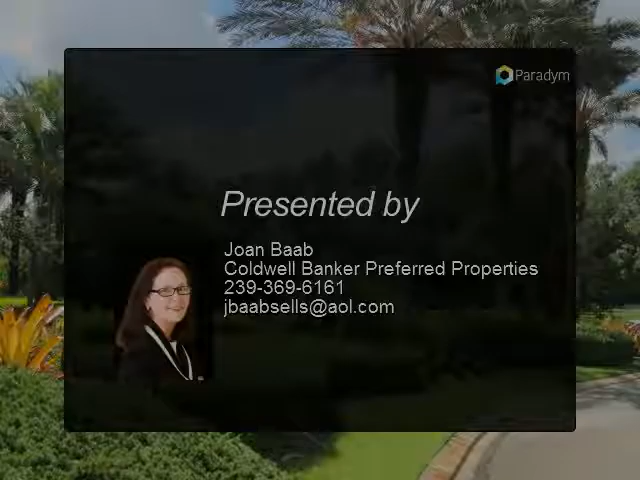 Paradym
Presented by
Joan Baab
Coldwell Banker Preferred Properties
239-369-6161
jbaabsells@aol.com